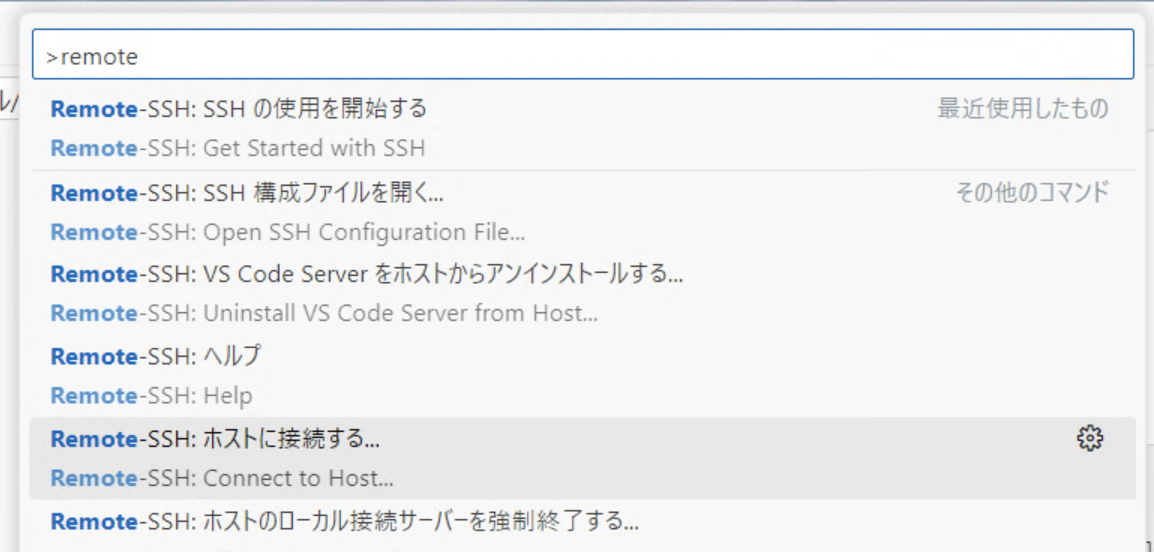 >remote
Remote-SSH: SSH の使用を開始する 最近使用したもの
Remote-SSH: Get Started with SSH
Remote-SSH: SSH 構成ファイルを開く... その他のコマンド
Remote-SSH: Open SSH Configuration File...
Remote-SSH: VS Code Server をホストからアンインストールする...
Remote-SSH: Uninstall VS Code Server from Host...
Remote-SSH: ヘルプ
Remote-SSH: Help
Remote-SSH: ホストに接続する...
Remote-SSH: Connect to Host...
Remote-SSH: ホストのローカル接続サーバーを強制終了する...